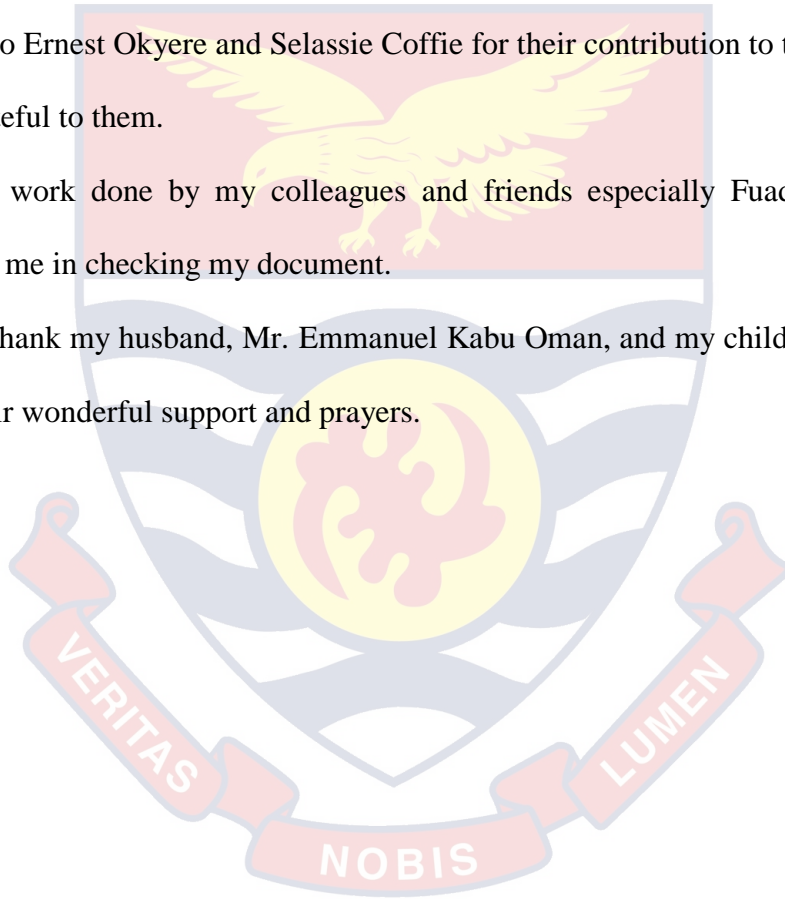 o Ernest Okyere and Selassie Coffie for their contribution to t
eful to them.
work done by my colleagues and friends especially Fuad
me in checking my document.
hank my husband, Mr. Emmanuel Kabu Oman, and my child
ir wonderful support and prayers.
VERITAS
NOBIS
LUMEN